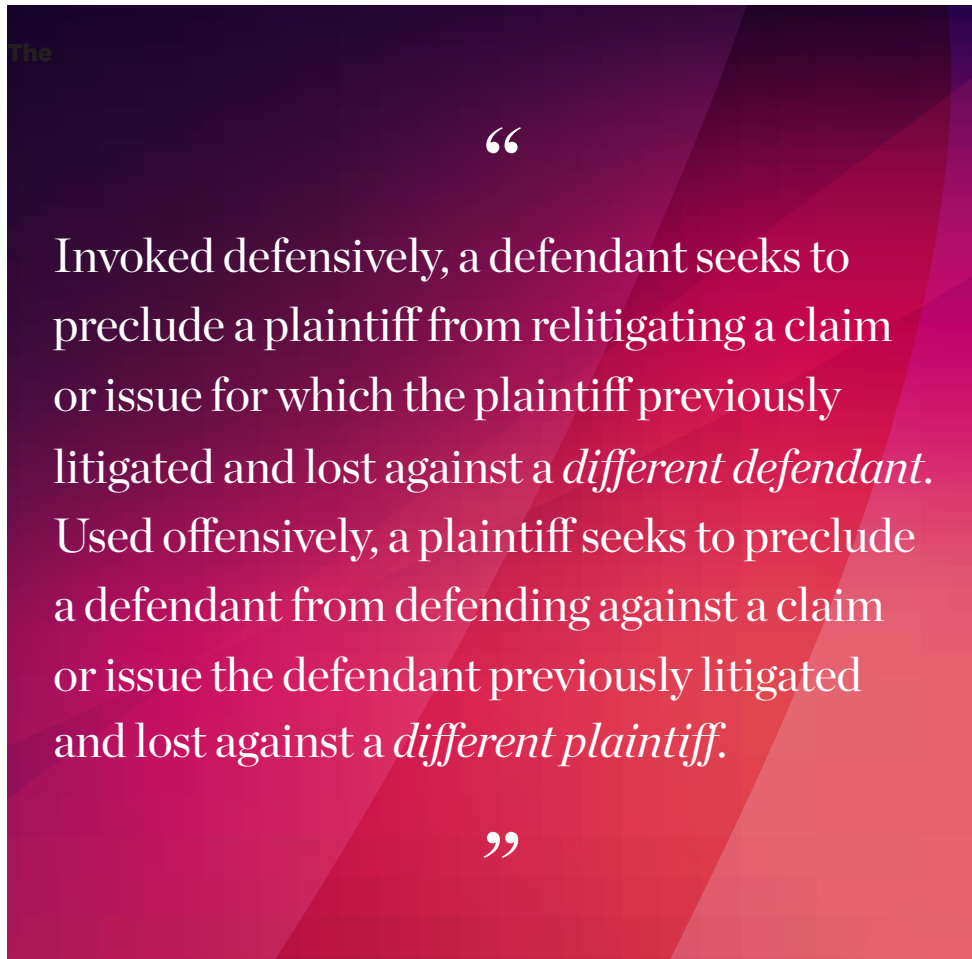 The
“
Invoked defensively, a defendant seeks to
preclude a plaintiff from relitigating a claim
or issue for which the plaintiff previously
litigated and lost against a different defendant.
Used offensively, a plaintiff seeks to preclude
a defendant from defending against a claim
or issue the defendant previously litigated
and lost against a different plaintiff.
”